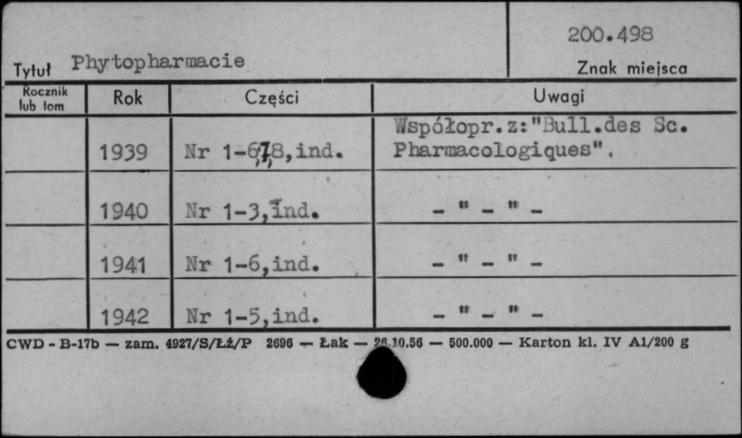 200.498
Tytuł Phytopharmacie Znak miejsca
Rocznik lub tom Rok Części Uwagi
1939 Nr 1-6,7,8,ind. Współopr.z:"Bull.des Sc.
Pharmacologiques".
1940 Nr 1-3,ind. - " - " -
1941 Nr 1-6,ind. - " - " -
1942 Nr 1-5,ind. - " - " -
CWD - B-17b — zam. 4927/S/ŁŹ/P 2696 — Łak — 26.10.56 — 500.000 — Karton kl. IV A1/200 g